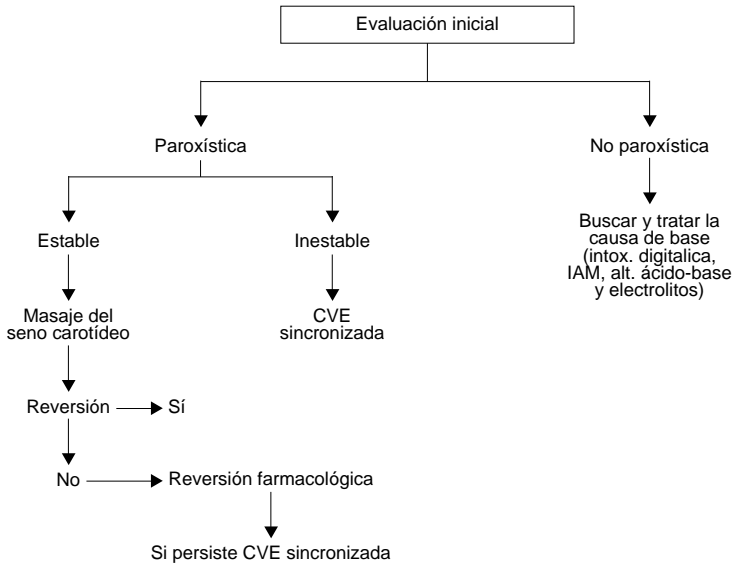 Evaluación inicial
Paroxística
No paroxística
Estable
Inestable
Buscar y tratar la
causa de base
(intox. digitalica,
IAM, alt. ácido-base
y electrolitos)
Masaje del
seno carotídeo
CVE
sincronizada
Reversión
Sí
No
Reversión farmacológica
Si persiste CVE sincronizada